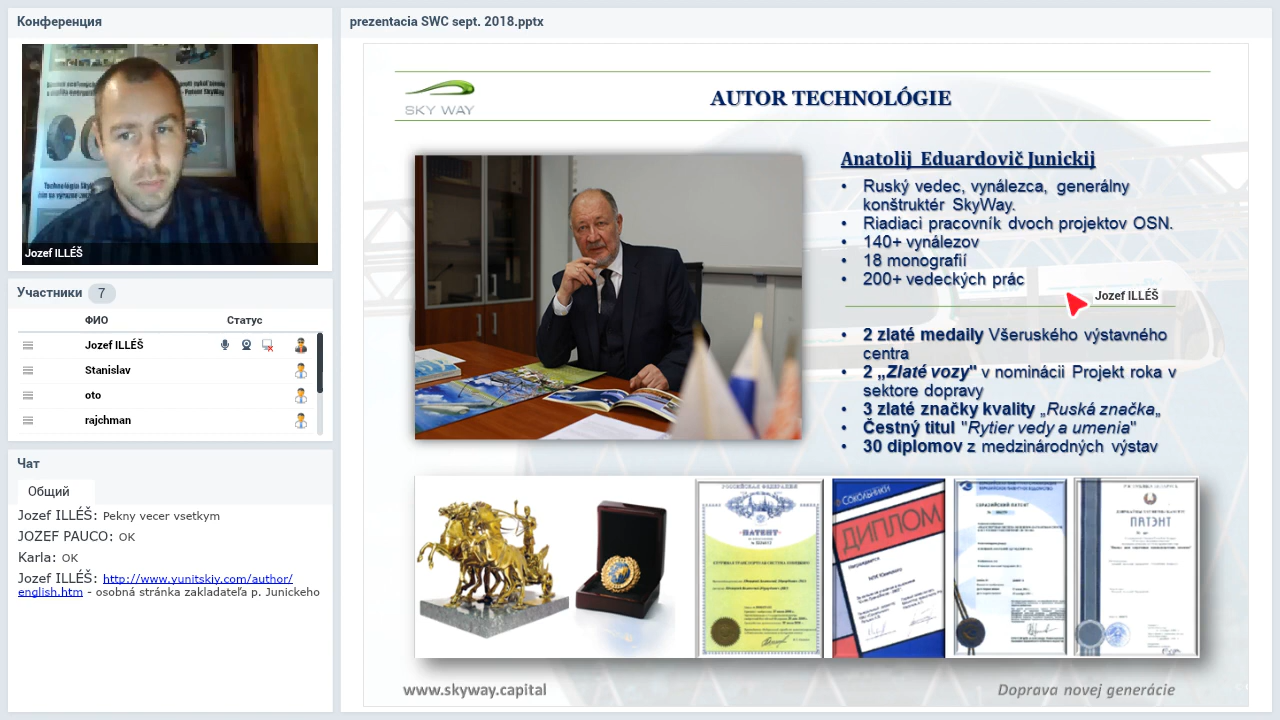 Конференция
Jozef ILLÉŠ
Участники 7
ФИО Статус
Jozef ILLÉŠ
Stanislav
oto
rajchman
Чат
Общий
Jozef ILLÉŠ: Pekny vecer vsetkym
JOZEF PAUCO: OK
Karla: OK
Jozef ILLÉŠ: http://www.yunitskiy.com/author/
english.htm - osobná stránka zakladateľa p. Junickeho
prezentacia SWC sept. 2018.pptx
SKY WAY
AUTOR TECHNOLÓGIE
Anatolij Eduardovič Junickij
• Ruský vedec, vynálezca, generálny
konštruktér SkyWay.
• Riadiaci pracovník dvoch projektov OSN.
• 140+ vynálezov
• 18 monografií
• 200+ vedeckých prác
Jozef ILLÉŠ
• 2 zlaté medaily Všeruského výstavného
centra
• 2 „Zlaté vozy" v nominácii Projekt roka v
sektore dopravy
• 3 zlaté značky kvality „Ruská značka„
• Čestný titul "Rytier vedy a umenia"
• 30 diplomov z medzinárodných výstav
ПАТЕНТ
СОКОЛЬНИКИ
ДИПЛОМ
ЕВРАЗИЙСКИЙ ПАТЕНТ
ПАТЭНТ
www.skyway.capital
Doprava novej generácie